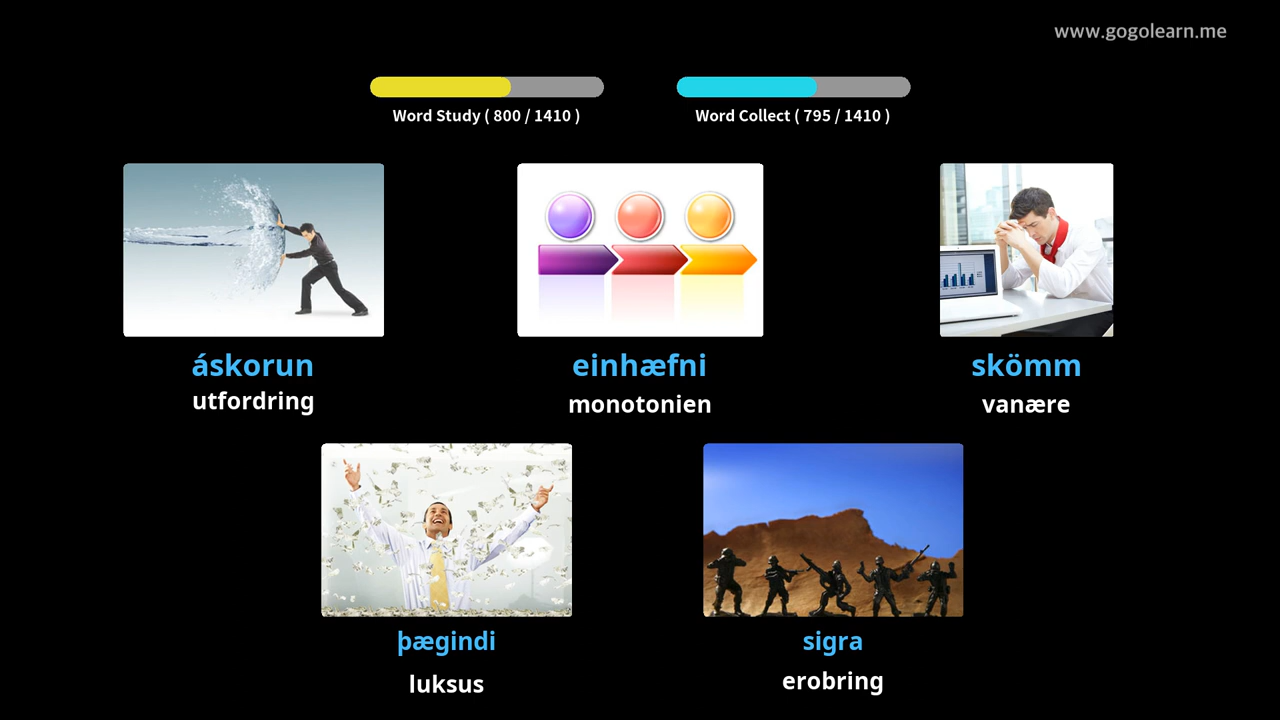 www.gogolearn.me
Word Study ( 800 / 1410 )
Word Collect ( 795 / 1410 )
áskorun
utfordring
einhæfni
monotonien
skömm
vanære
þægindi
luksus
sigra
erobring